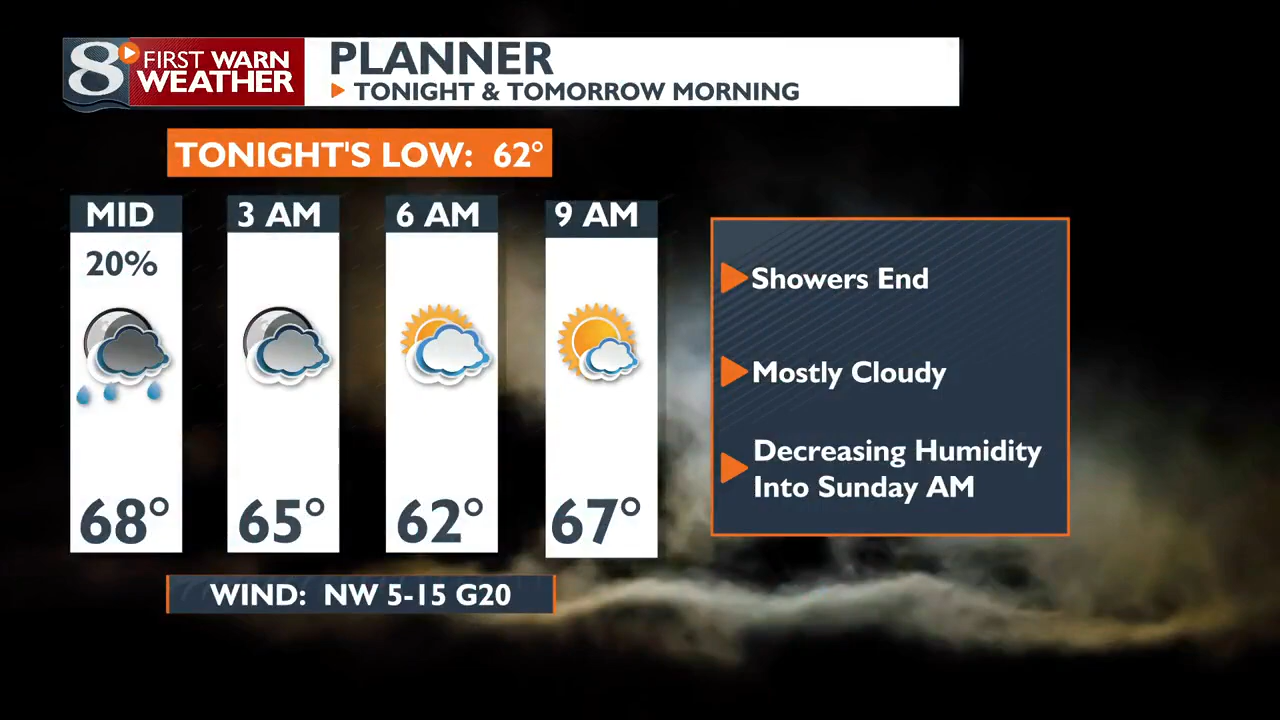 8 FIRST WARN
WEATHER
PLANNER
TONIGHT & TOMORROW MORNING
TONIGHT'S LOW: 62°
MID
20%
68°
3 AM
65°
6 AM
62°
9 AM
67°
WIND: NW 5-15 G20
Showers End
Mostly Cloudy
Decreasing Humidity
Into Sunday AM